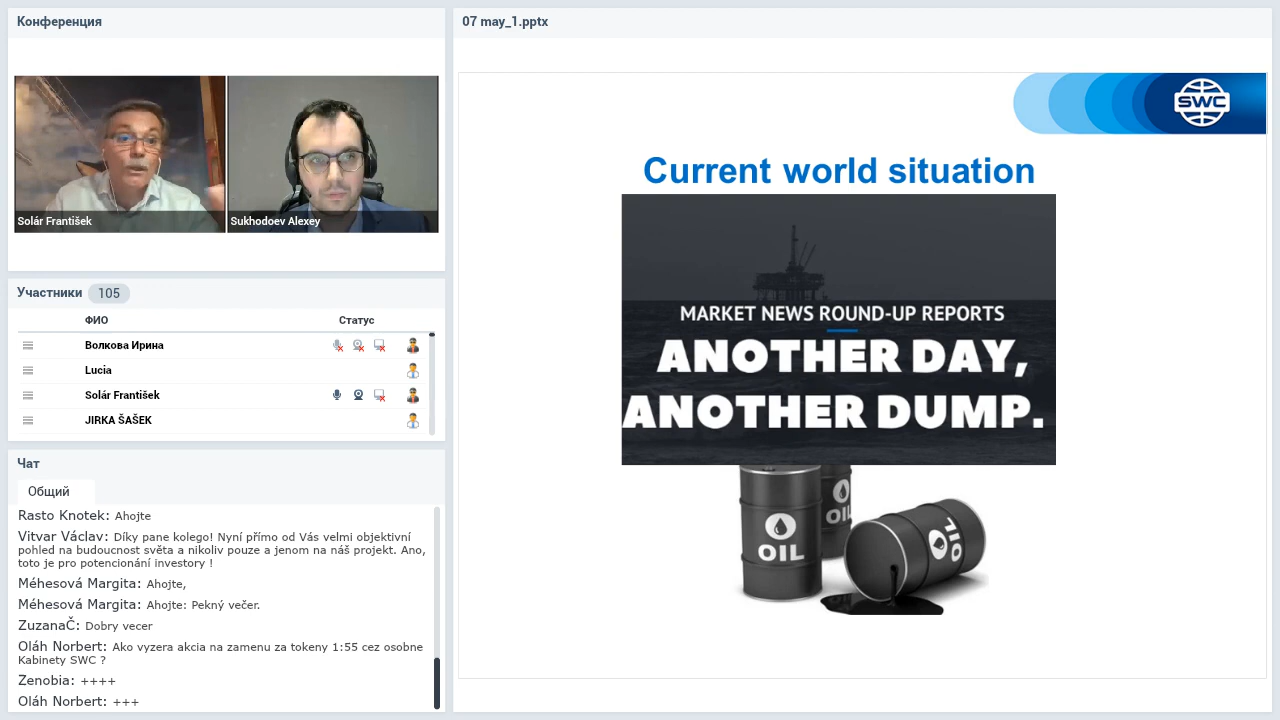 Конференция
Solár František
Sukhodoev Alexey
Участники 105
ФИО Статус
Волкова Ирина
Lucia
Solár František
JIRKA ŠAŠEK
Чат
Общий
Rasto Knotek: Ahojte
Vitvar Václav: Díky pane kolego! Nyní přímo od Vás velmi objektivní
pohled na budoucnost světa a nikoliv pouze a jenom na náš projekt. Ano,
toto je pro potencionání investory !
Méhesová Margita: Ahojte,
Méhesová Margita: Ahojte: Pekný večer.
ZuzanaČ: Dobry vecer
Oláh Norbert: Ako vyzera akcia na zamenu za tokeny 1:55 cez osobne
Kabinety SWC ?
Zenobia: ++++
Oláh Norbert: +++
07 may_1.pptx
SWC
Current world situation
MARKET NEWS ROUND-UP REPORTS
ANOTHER DAY,
ANOTHER DUMP.
OIL
OIL
OIL